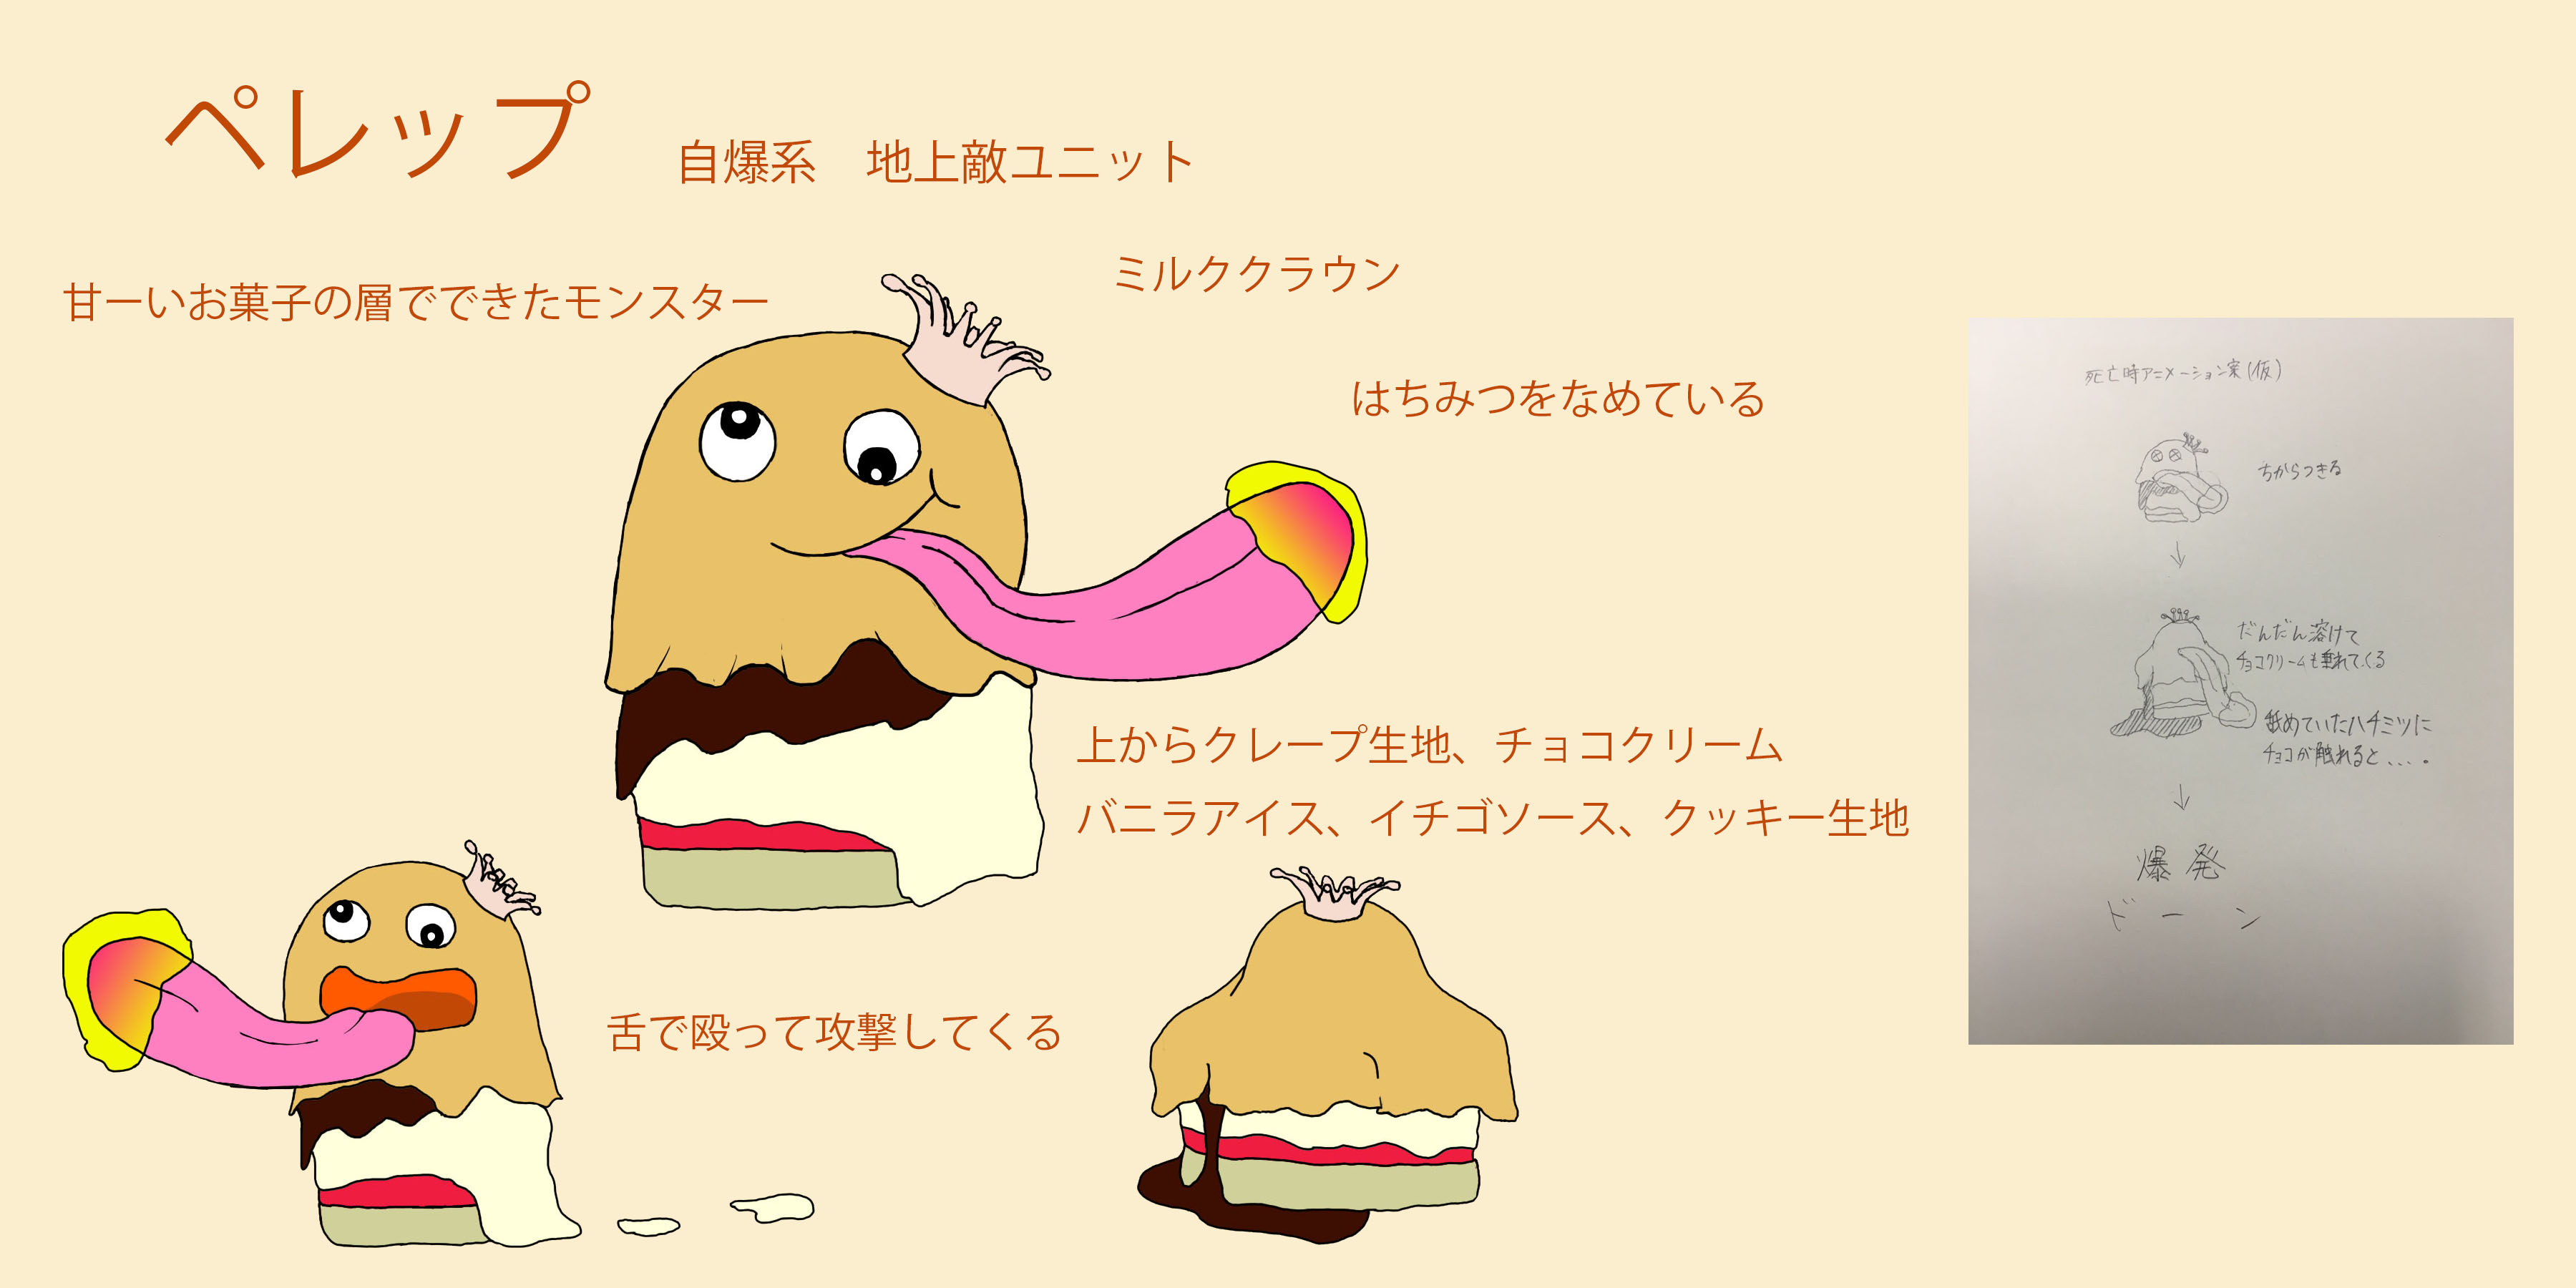 ペレップ
自爆系　地上敵ユニット
甘ーいお菓子の層でできたモンスター
ミルククラウン
はちみつをなめている
上からクレープ生地、チョコクリーム
バニラアイス、イチゴソース、クッキー生地
舌で殴って攻撃してくる
死亡時アニメーション案(仮)
ちからつきる
だんだん溶けて
チョコクリームも垂れてくる
舐めていたハチミツに
チョコが触れると、、、。
爆発
ドーン